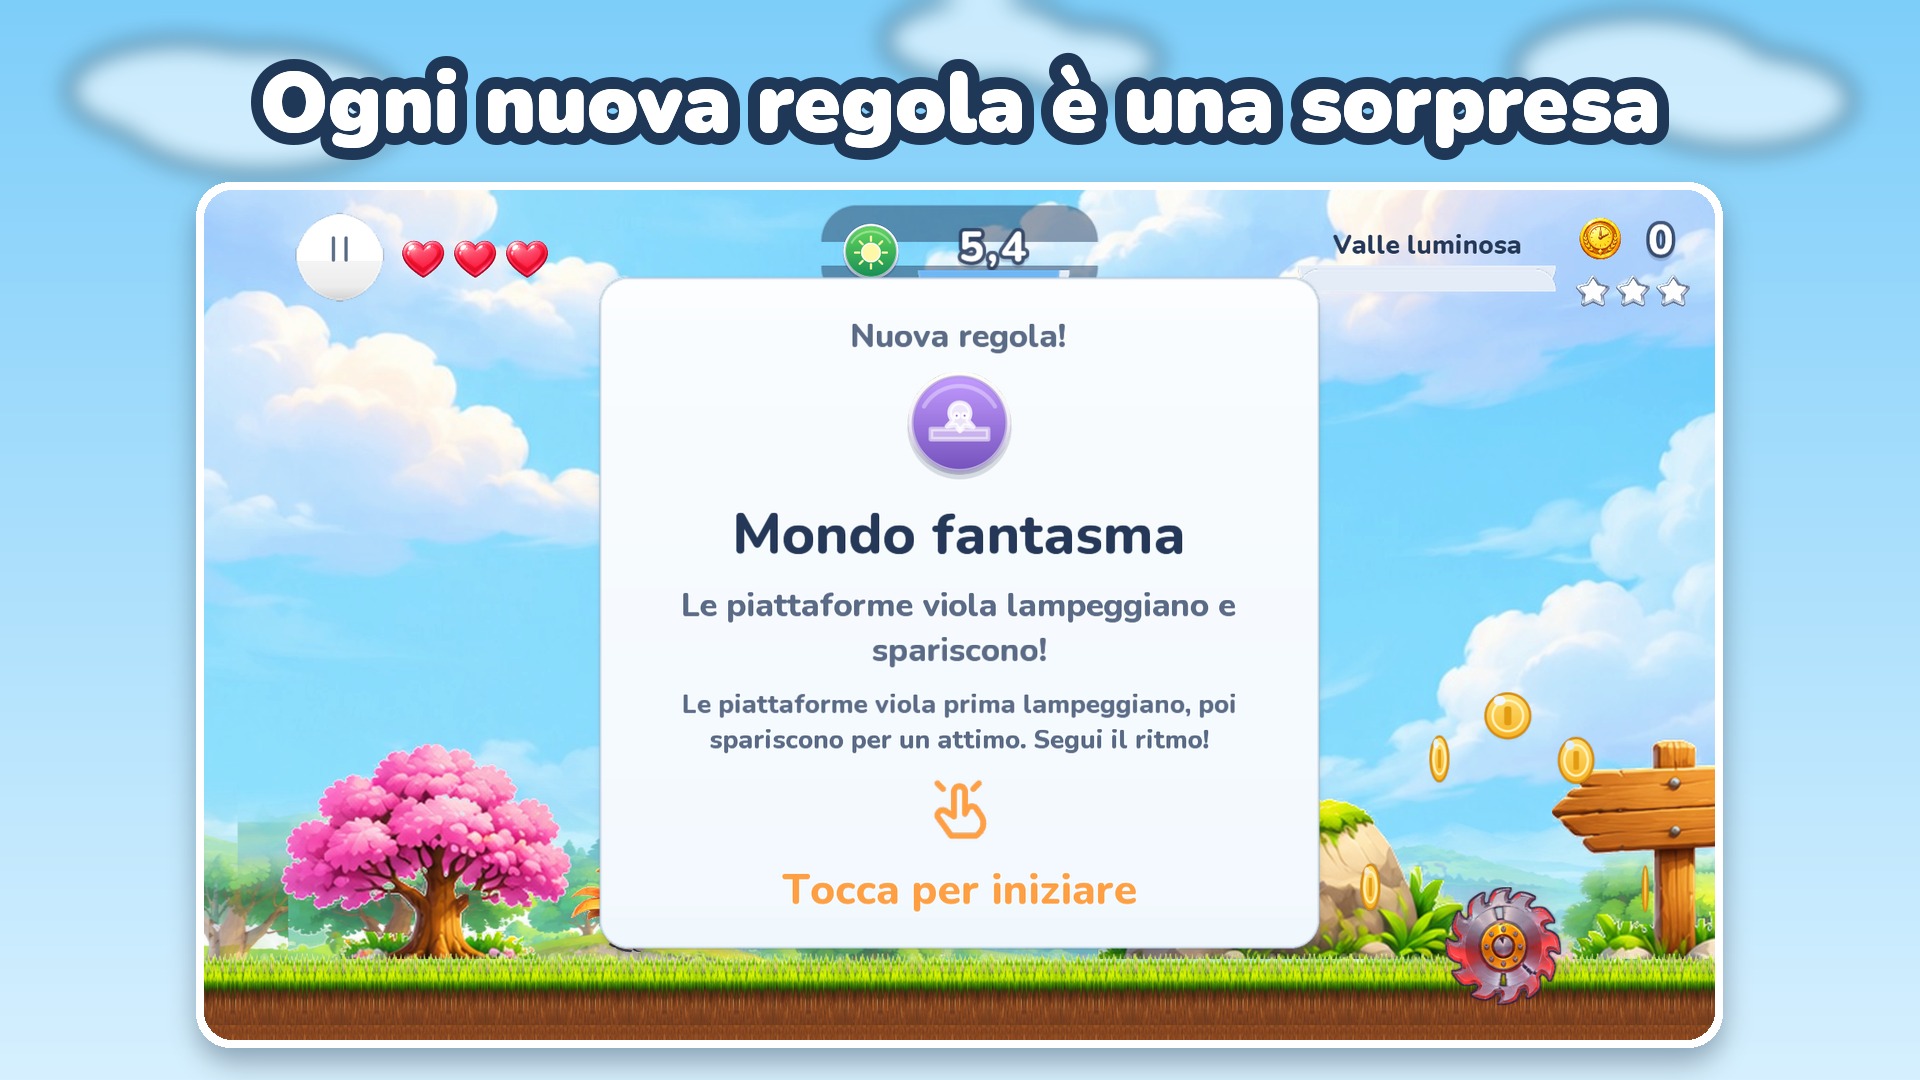 Ogni nuova regola è una sorpresa
5,4
Valle luminosa
0
Nuova regola!
Mondo fantasma
Le piattaforme viola lampeggiano e
spariscono!
Le piattaforme viola prima lampeggiano, poi
spariscono per un attimo. Segui il ritmo!
Tocca per iniziare